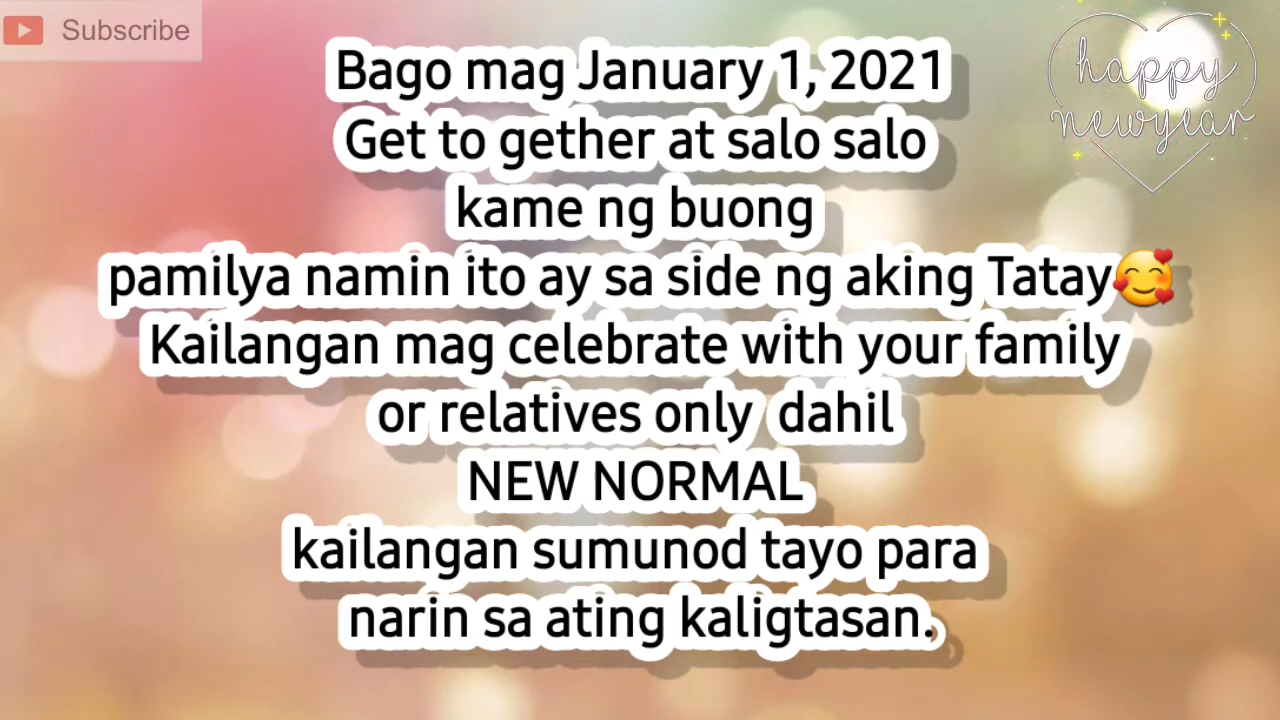 Subscribe
happy
newyear
Bago mag January 1, 2021
Get to gether at salo salo
kame ng buong
pamilya namin ito ay sa side ng aking Tatay🥰
Kailangan mag celebrate with your family
or relatives only dahil
NEW NORMAL
kailangan sumunod tayo para
narin sa ating kaligtasan.